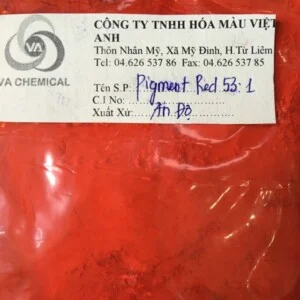 VA
VA CHEMICAL
CÔNG TY TNHH HÓA MÀU VIỆT
ANH
Thôn Nhân Mỹ, Xã Mỹ Đình, H.Từ Liêm
Tel: 04.626 537 86 Fax: 04.626 537 85
Tên S.P: Pigment Red 53:1
C.I No:
Xuất Xứ: Ấn Độ